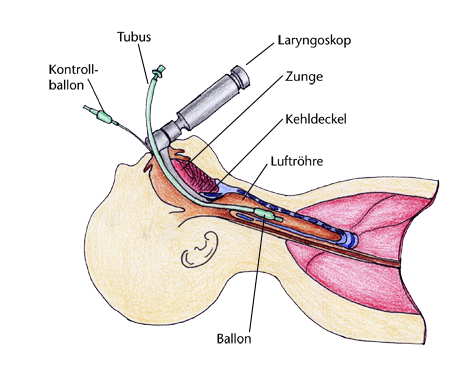 Tubus
Laryngoskop
Kontroll-
ballon
Zunge
Kehldeckel
Luftröhre
Ballon